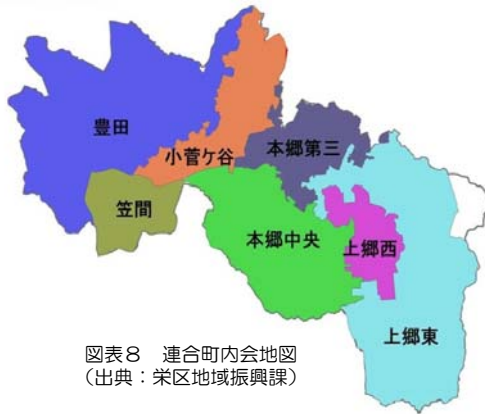 豊田
小菅ケ谷
本郷第三
笠間
本郷中央
上郷西
上郷東
図表8 連合町内会地図
(出典:栄区地域振興課)